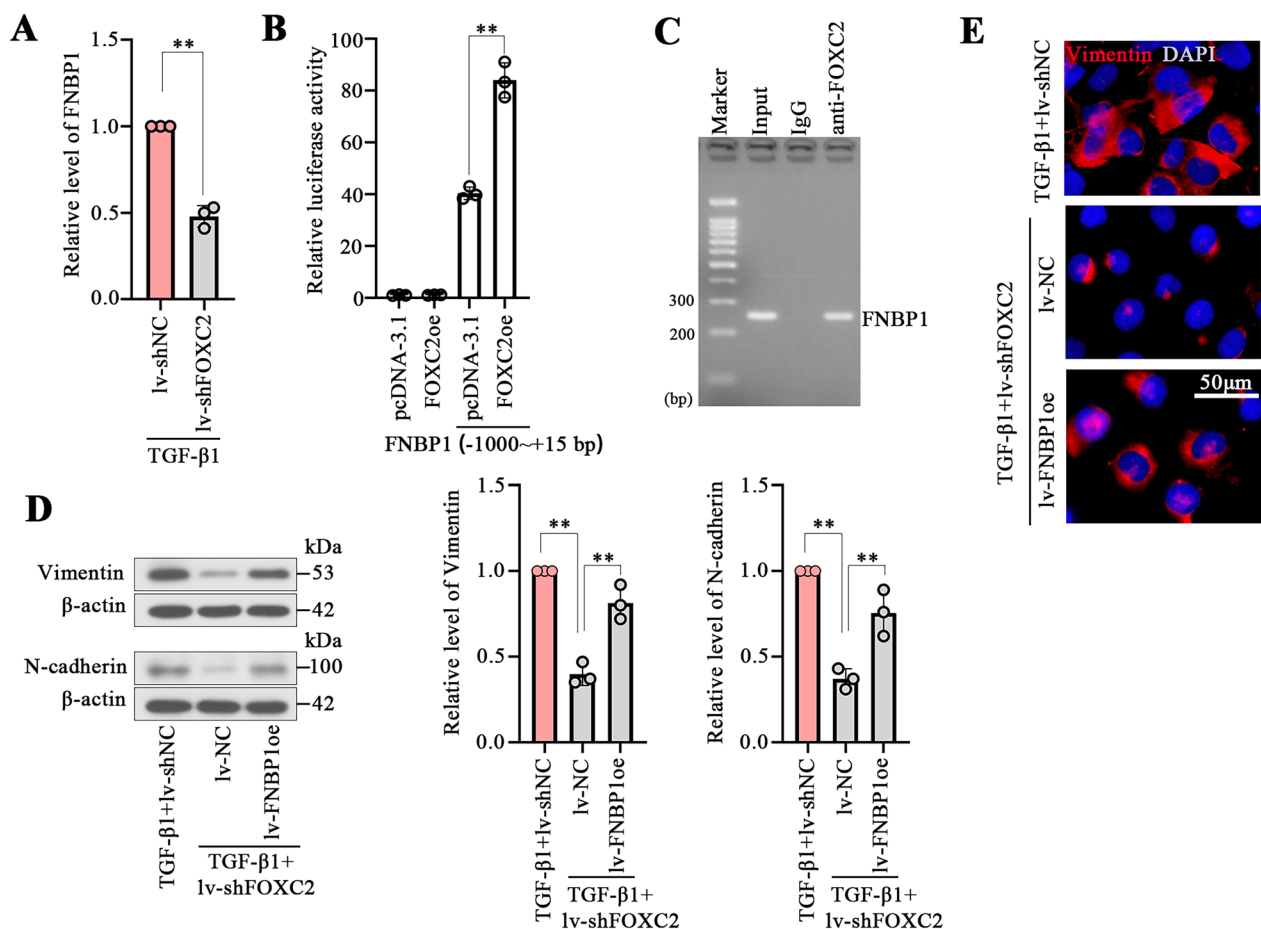 A
Relative level of FNBP1
1.5
1.0
0.5
0.0
**
lv-shNC
lv-shFOXC2
TGF-β1
B
Relative luciferase activity
100
80
60
40
20
0
**
pcDNA-3.1
FOXC2oe
pcDNA-3.1
FOXC2oe
FNBP1 (-1000~+15 bp)
C
Marker
Input
IgG
anti-FOXC2
300
200
(bp)
FNBP1
E
Vimentin DAPI
TGF-β1+lv-shNC
lv-NC
lv-FNBP1oe
TGF-β1+lv-shFOXC2
50μm
D
kDa
Vimentin
53
β-actin
42
kDa
N-cadherin
100
β-actin
42
TGF-β1+lv-shNC
lv-NC
lv-FNBP1oe
TGF-β1+
lv-shFOXC2
Relative level of Vimentin
1.5
1.0
0.5
0.0
**
**
TGF-β1+lv-shNC
lv-NC
lv-FNBP1oe
TGF-β1+
lv-shFOXC2
Relative level of N-cadherin
1.5
1.0
0.5
0.0
**
**
TGF-β1+lv-shNC
lv-NC
lv-FNBP1oe
TGF-β1+
lv-shFOXC2